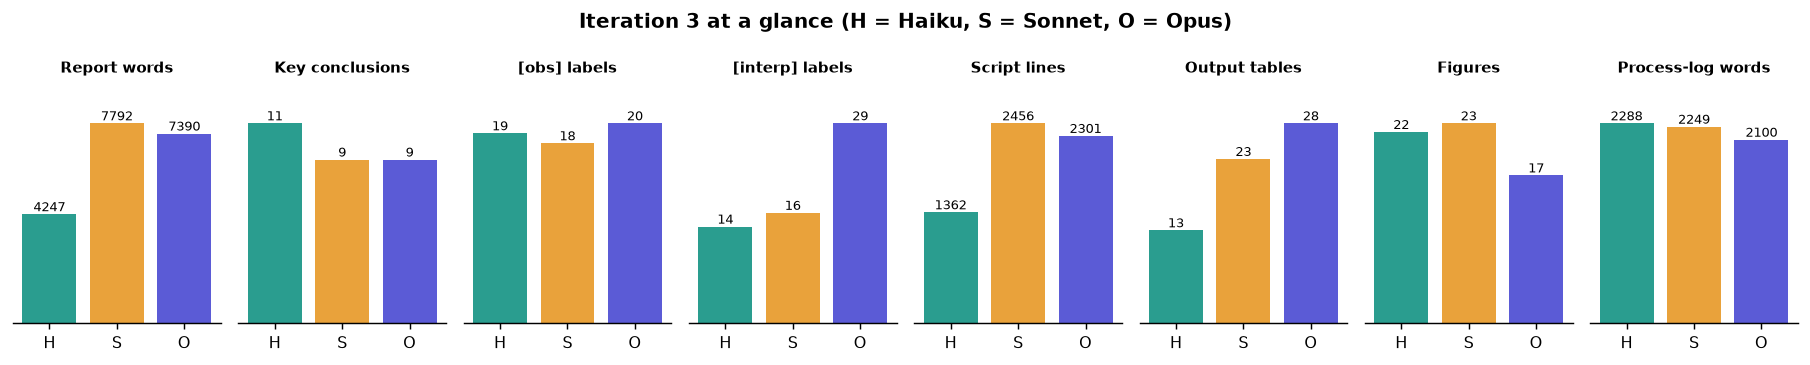 Iteration 3 at a glance (H = Haiku, S = Sonnet, O = Opus)
Report words
4247
7792
7390
H S O
Key conclusions
11
9
9
H S O
[obs] labels
19
18
20
H S O
[interp] labels
14
16
29
H S O
Script lines
1362
2456
2301
H S O
Output tables
13
23
28
H S O
Figures
22
23
17
H S O
Process-log words
2288
2249
2100
H S O